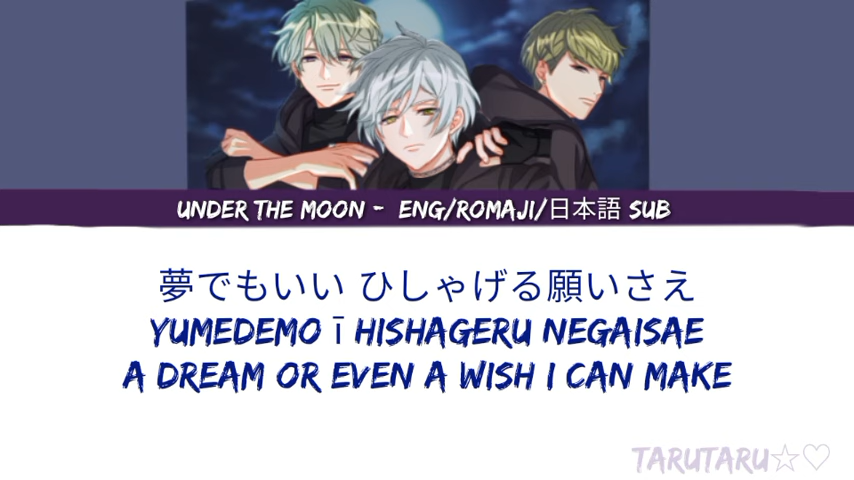 UNDER THE MOON - ENG/ROMAJI/日本語 SUB
夢でもいい ひしゃげる願いさえ
YUMEDEMO Ī HISHAGERU NEGAISAE
A DREAM OR EVEN A WISH I CAN MAKE
TARUTARU☆♡